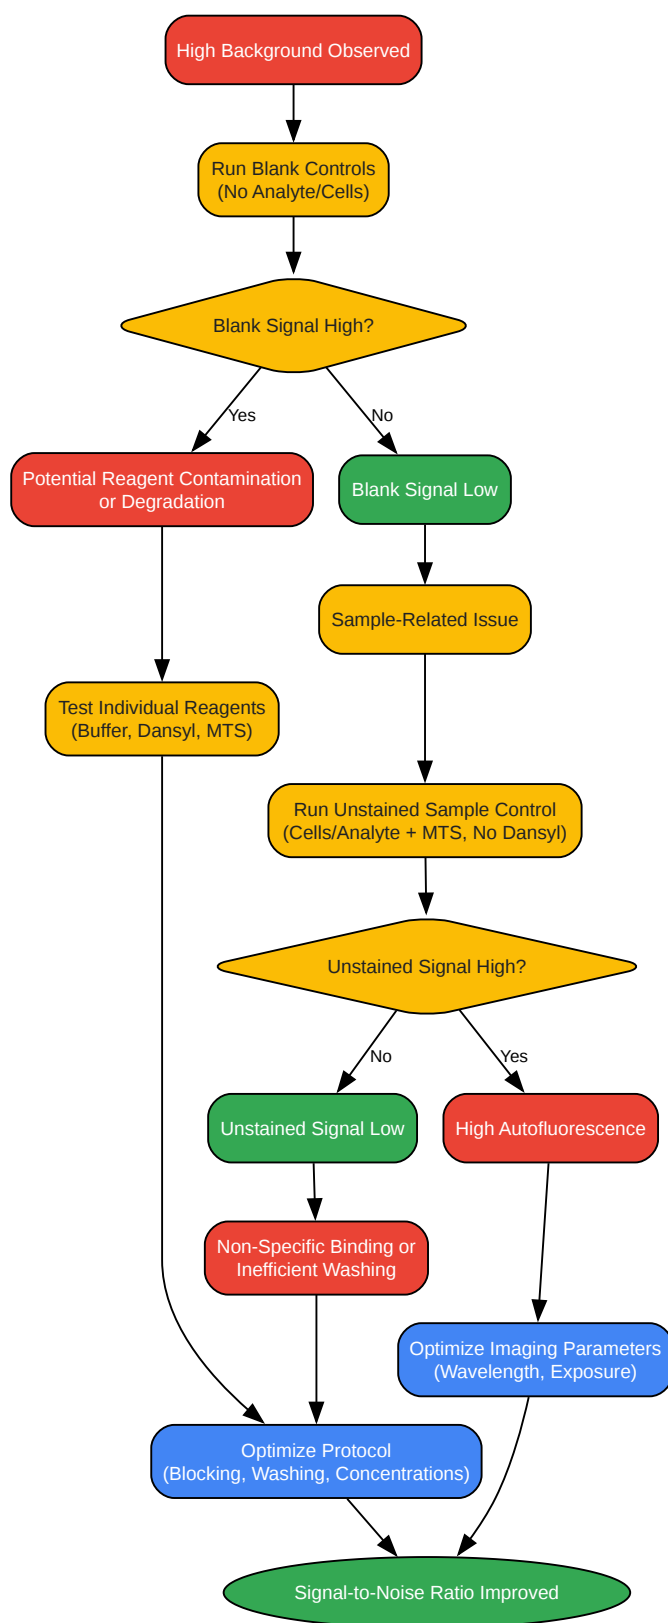 High Background Observed
Run Blank Controls
(No Analyte/Cells)
Blank Signal High?
Yes
No
Potential Reagent Contamination
or Degradation
Blank Signal Low
Sample-Related Issue
Test Individual Reagents
(Buffer, Dansyl, MTS)
Run Unstained Sample Control
(Cells/Analyte + MTS, No Dansyl)
Unstained Signal High?
No
Yes
Unstained Signal Low
High Autofluorescence
Non-Specific Binding or
Inefficient Washing
Optimize Imaging Parameters
(Wavelength, Exposure)
Optimize Protocol
(Blocking, Washing, Concentrations)
Signal-to-Noise Ratio Improved